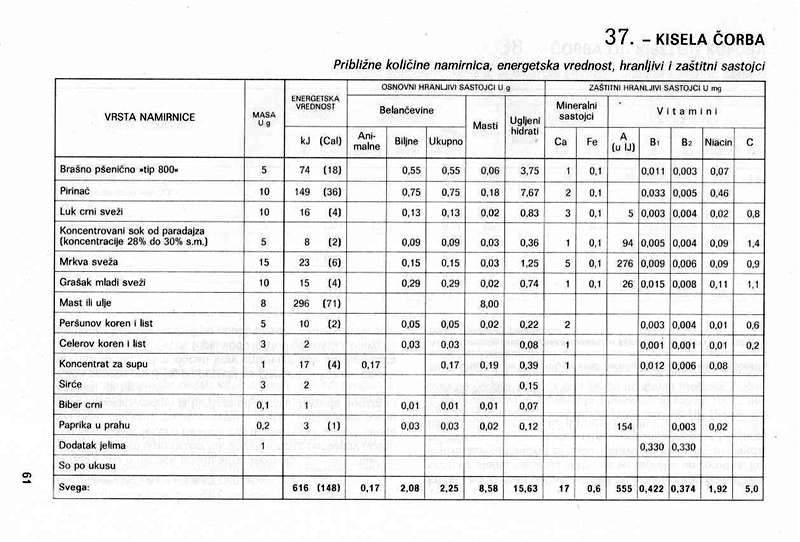 37. – KISELA ČORBA
Približne količine namirnica, energetska vrednost, hranljivi i zaštitni sastojci
VRSTA NAMIRNICE MASA U g ENERGETSKA VREDNOST OSNOVNI HRANLJIVI SASTOJCI U g ZAŠTITNI HRANLJIVI SASTOJCI U mg
Belančevine Masti Ugljeni hidrati Mineralni sastojci Vitamini
kJ (Cal) Ani-malne Biljne Ukupno Ca Fe A (u IJ) B1 B2 Niacin C
Brašno pšenično »tip 800« 5 74 (18) 0,55 0,55 0,06 3,75 1 0,1 0,011 0,003 0,07
Pirinač 10 149 (36) 0,75 0,75 0,18 7,67 2 0,1 0,033 0,005 0,46
Luk crni sveži 10 16 (4) 0,13 0,13 0,02 0,83 3 0,1 5 0,003 0,004 0,02 0,8
Koncentrovani sok od paradajza
(koncentracije 28% do 30% s.m.) 5 8 (2) 0,09 0,09 0,03 0,36 1 0,1 94 0,005 0,004 0,09 1,4
Mrkva sveža 15 23 (6) 0,15 0,15 0,03 1,25 5 0,1 276 0,009 0,006 0,09 0,9
Grašak mladi sveži 10 15 (4) 0,29 0,29 0,02 0,74 1 0,1 26 0,015 0,008 0,11 1,1
Mast ili ulje 8 296 (71) 8,00
Peršunov koren i list 5 10 (2) 0,05 0,05 0,02 0,22 2 0,003 0,004 0,01 0,6
Celerov koren i list 3 2 0,03 0,03 0,08 1 0,001 0,001 0,01 0,2
Koncentrat za supu 1 17 (4) 0,17 0,17 0,19 0,39 1 0,012 0,006 0,08
Sirće 3 2 0,15
Biber crni 0,1 1 0,01 0,01 0,01 0,07
Paprika u prahu 0,2 3 (1) 0,03 0,03 0,02 0,12 154 0,003 0,02
Dodatak jelima 1 0,330 0,330
So po ukusu
Svega: 616 (148) 0,17 2,08 2,25 8,58 15,63 17 0,6 555 0,422 0,374 1,92 5,0
61